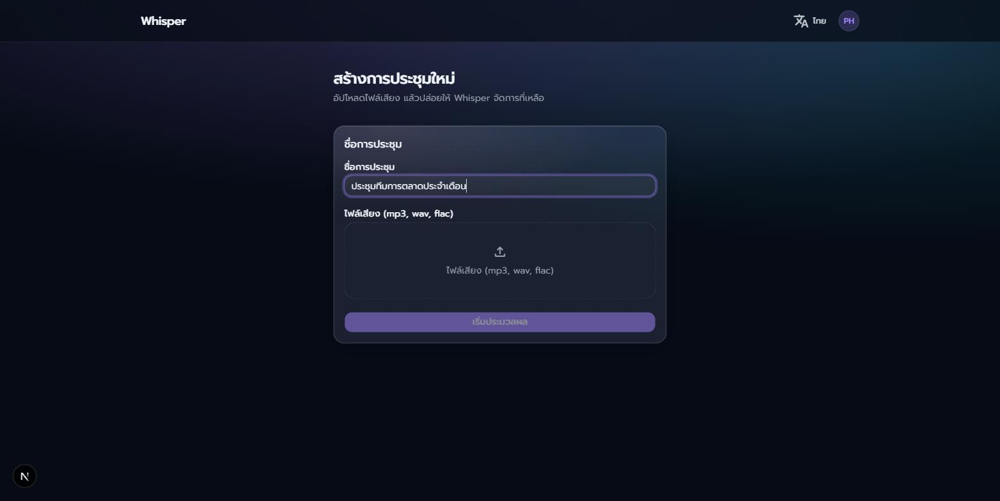 Whisper
ไทย
PH
สร้างการประชุมใหม่
อัปโหลดไฟล์เสียง แล้วปล่อยให้ Whisper จัดการที่เหลือ
ชื่อการประชุม
ชื่อการประชุม
ประชุมทีมการตลาดประจำเดือน
ไฟล์เสียง (mp3, wav, flac)
ไฟล์เสียง (mp3, wav, flac)
เริ่มประมวลผล
N